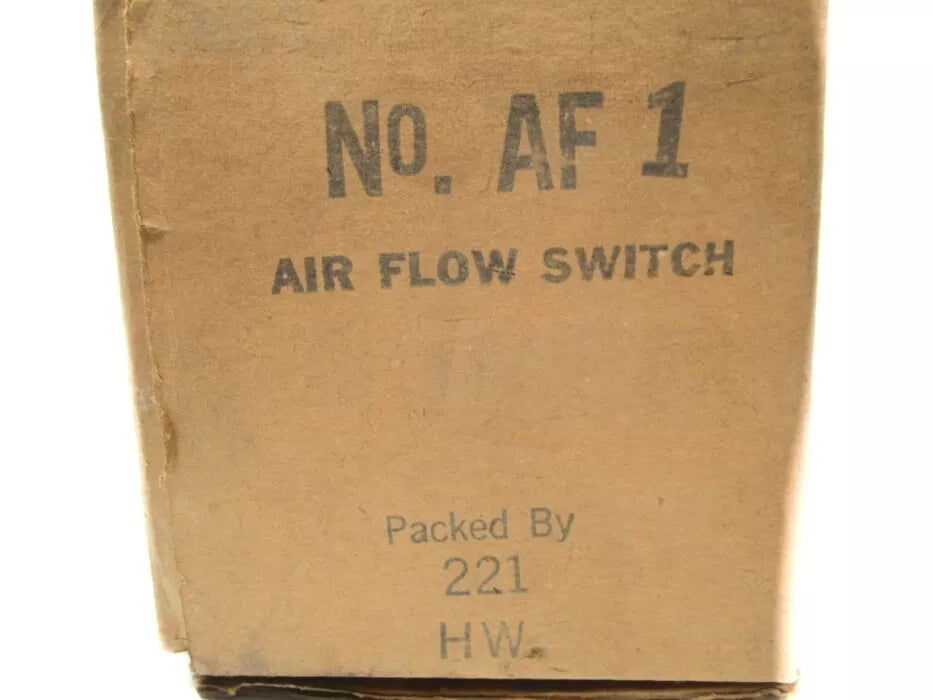 No. AF 1
AIR FLOW SWITCH
Packed By
221
HW.